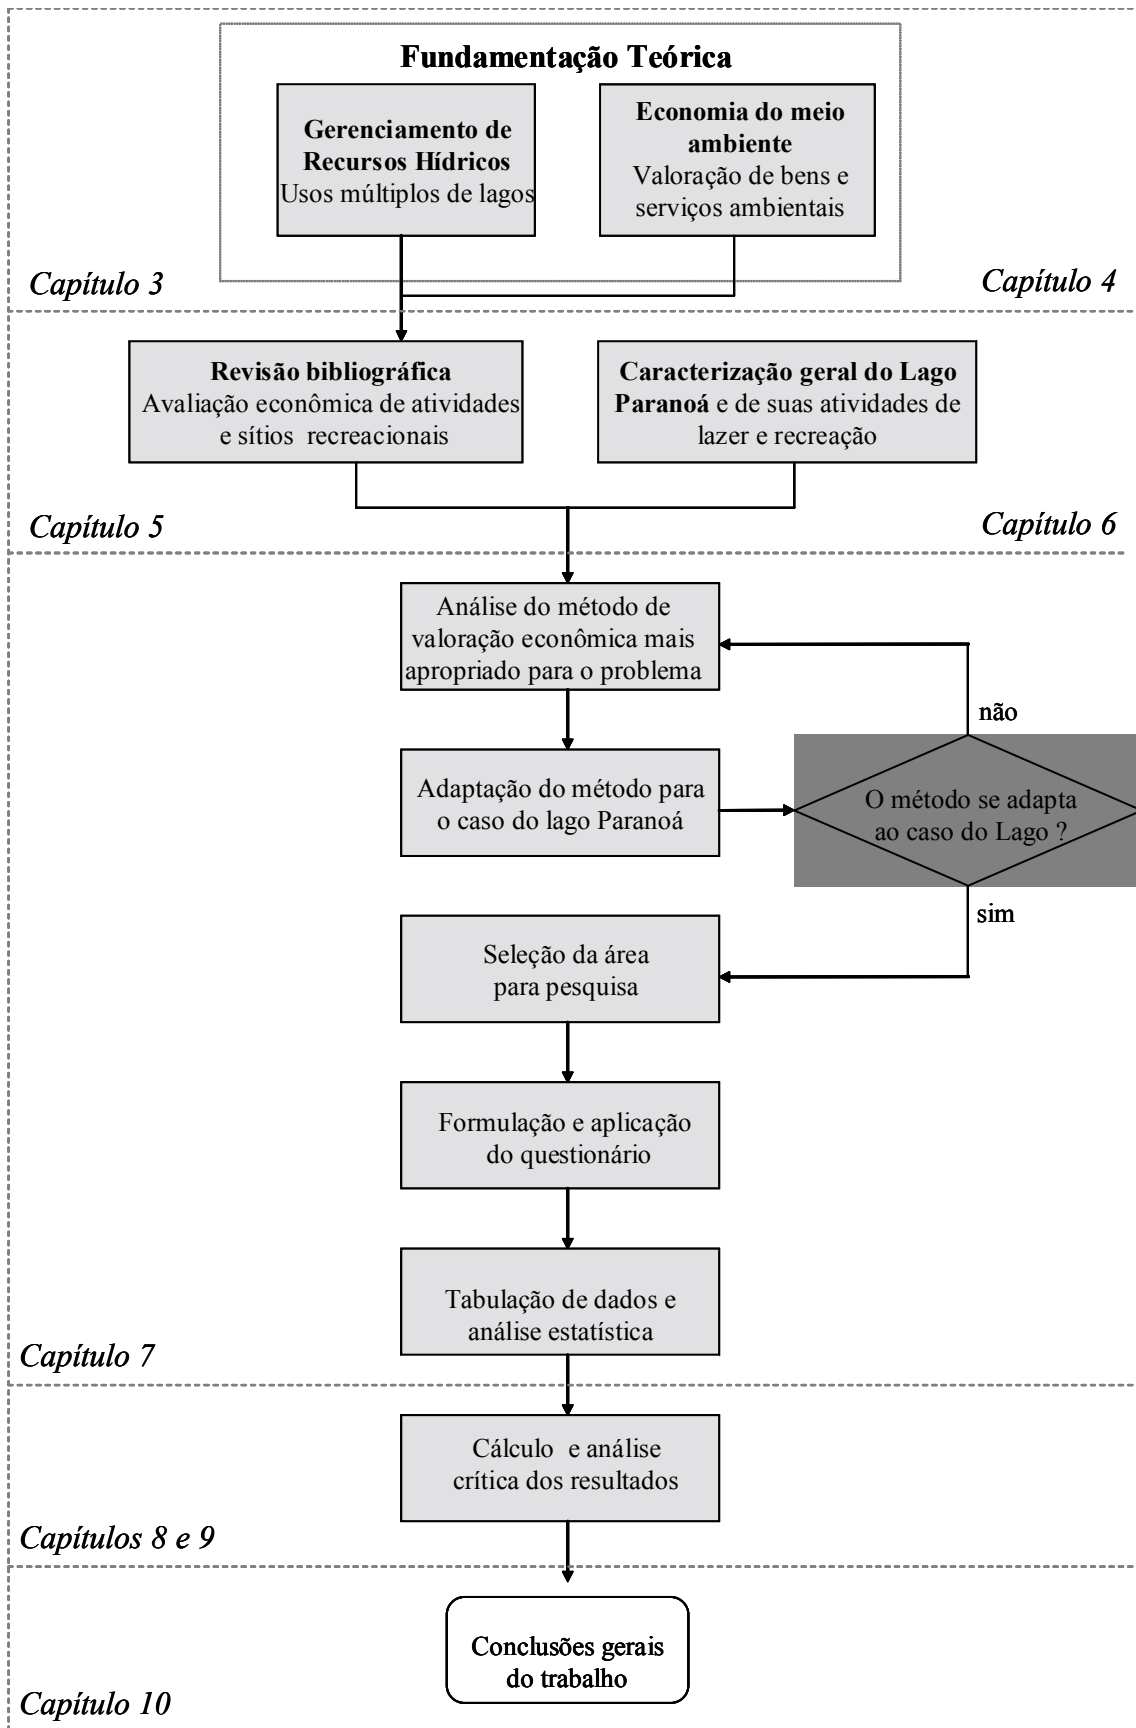 Fundamentação Teórica
Gerenciamento de
Recursos Hídricos
Usos múltiplos de lagos
Economia do meio
ambiente
Valoração de bens e
serviços ambientais
Capítulo 3
Capítulo 4
Revisão bibliográfica
Avaliação econômica de atividades
e sítios recreacionais
Caracterização geral do Lago
Paranoá e de suas atividades de
lazer e recreação
Capítulo 5
Capítulo 6
Análise do método de
valoração econômica mais
apropriado para o problema
não
Adaptação do método para
o caso do lago Paranoá
O método se adapta
ao caso do Lago ?
sim
Seleção da área
para pesquisa
Formulação e aplicação
do questionário
Tabulação de dados e
análise estatística
Capítulo 7
Cálculo e análise
crítica dos resultados
Capítulos 8 e 9
Conclusões gerais
do trabalho
Capítulo 10